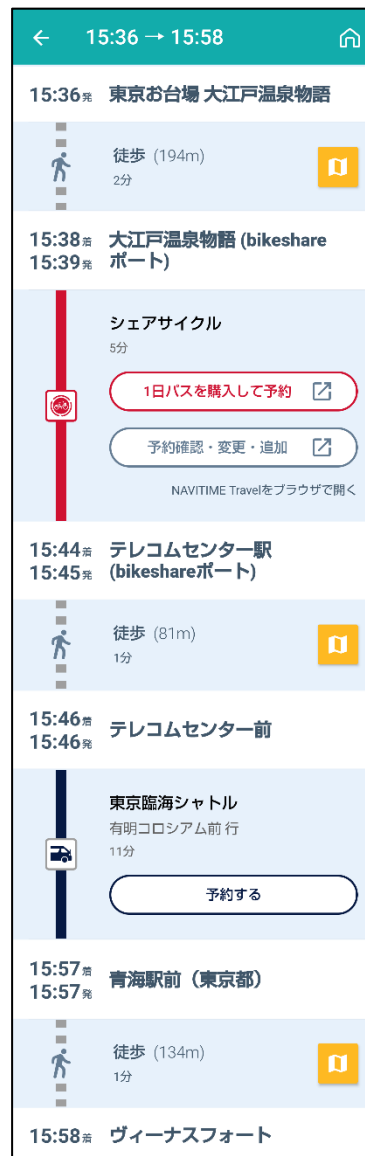 15:36 → 15:58
15:36発 東京お台場 大江戸温泉物語
徒歩 (194m)
2分
15:38着 大江戸温泉物語 (bikeshare
15:39発 ポート)
シェアサイクル
5分
1日パスを購入して予約
予約確認・変更・追加
NAVITIME Travelをブラウザで開く
15:44着 テレコムセンター駅
15:45発 (bikeshareポート)
徒歩 (81m)
1分
15:46着
15:46発 テレコムセンター前
東京臨海シャトル
有明コロシアム前 行
11分
予約する
15:57着
15:57発 青海駅前（東京都）
徒歩 (134m)
1分
15:58着 ヴィーナスフォート